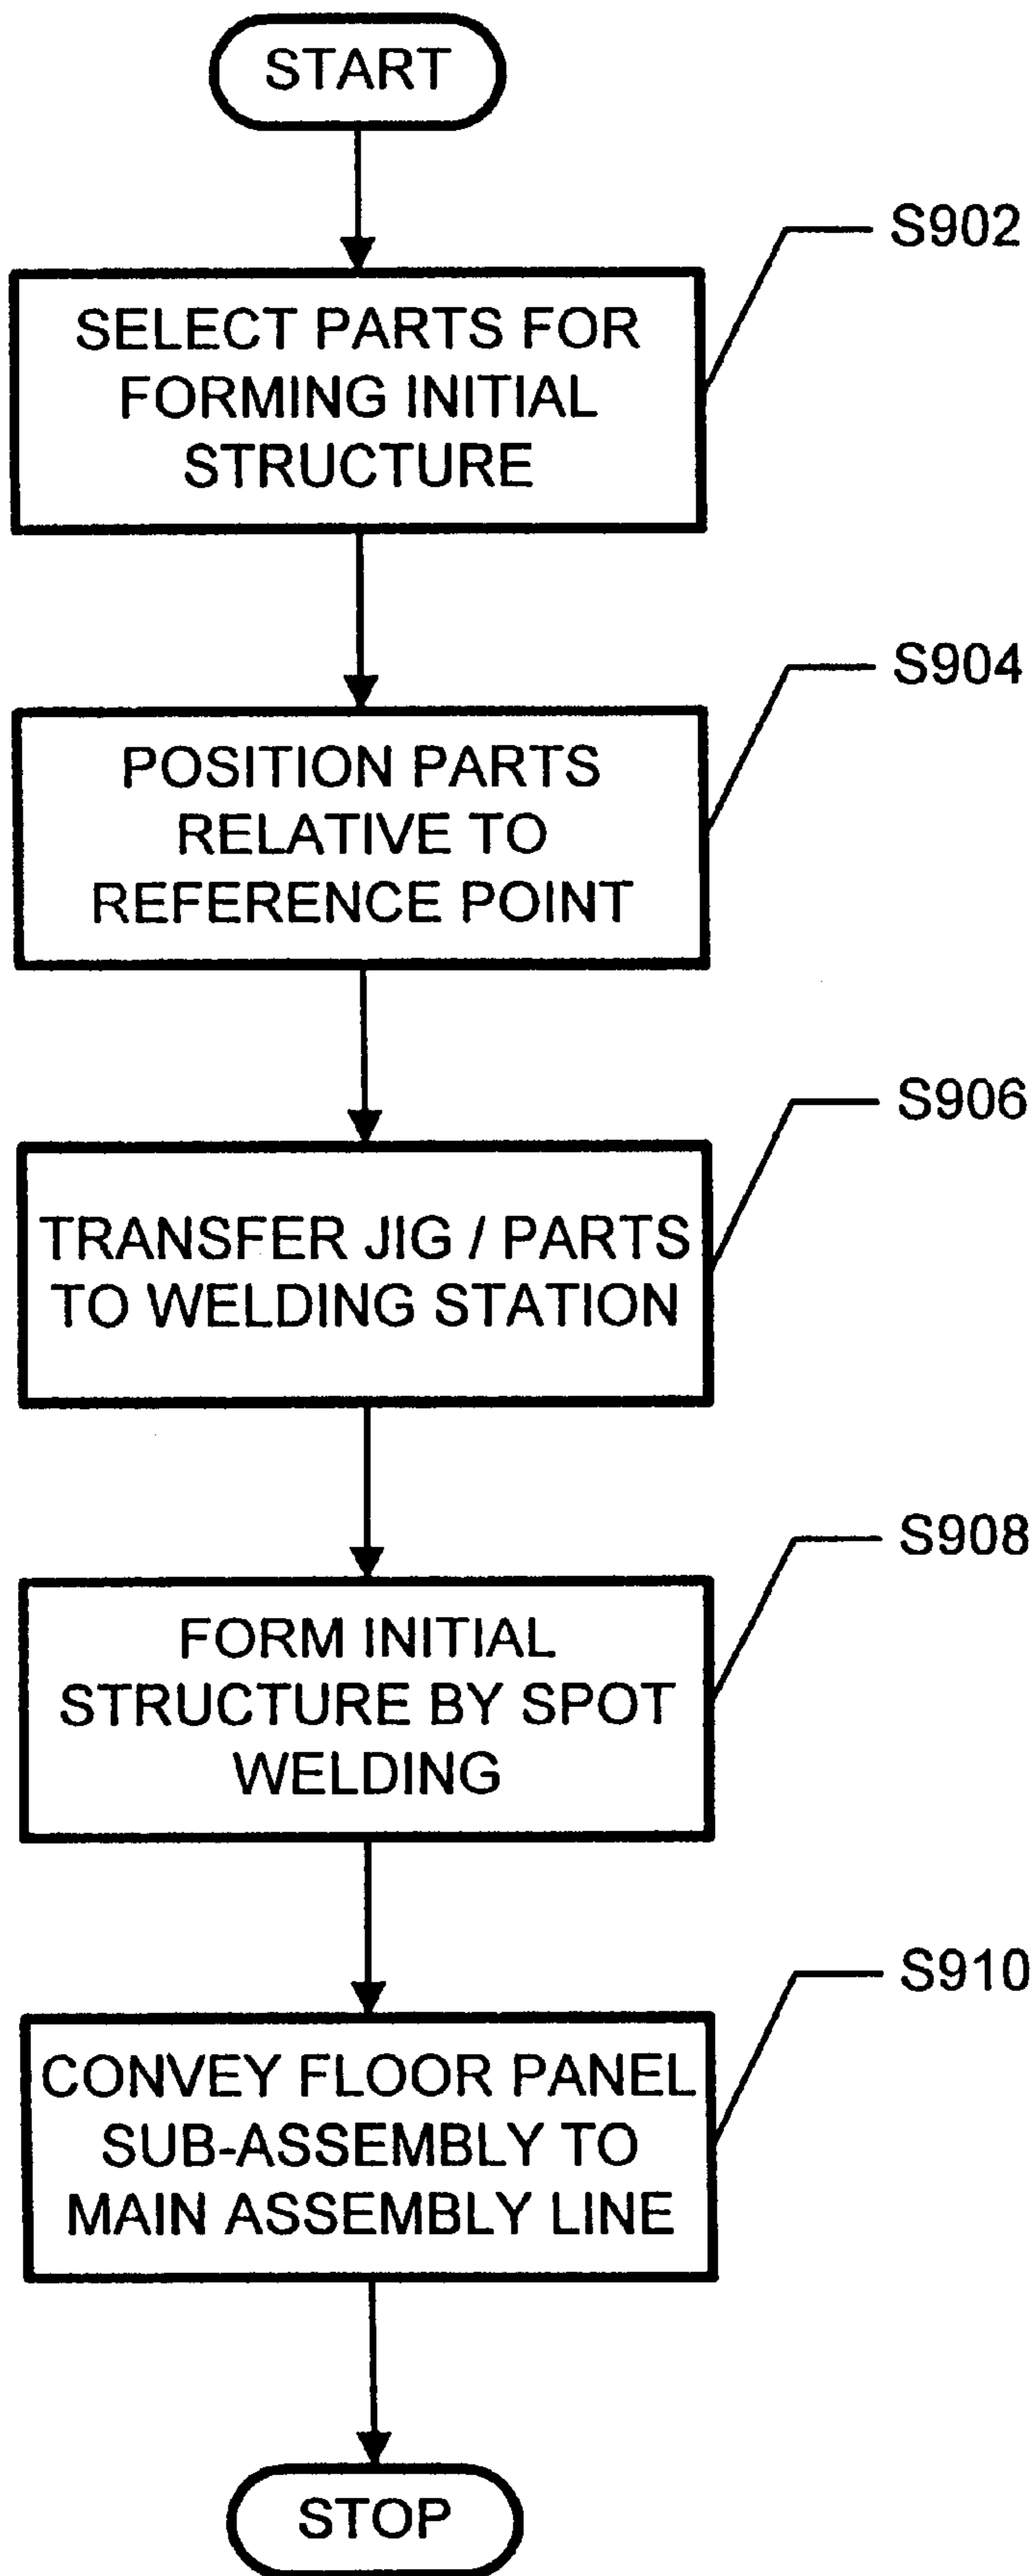 START
S902
SELECT PARTS FOR
FORMING INITIAL
STRUCTURE
S904
POSITION PARTS
RELATIVE TO
REFERENCE POINT
S906
TRANSFER JIG / PARTS
TO WELDING STATION
S908
FORM INITIAL
STRUCTURE BY SPOT
WELDING
S910
CONVEY FLOOR PANEL
SUB-ASSEMBLY TO
MAIN ASSEMBLY LINE
STOP